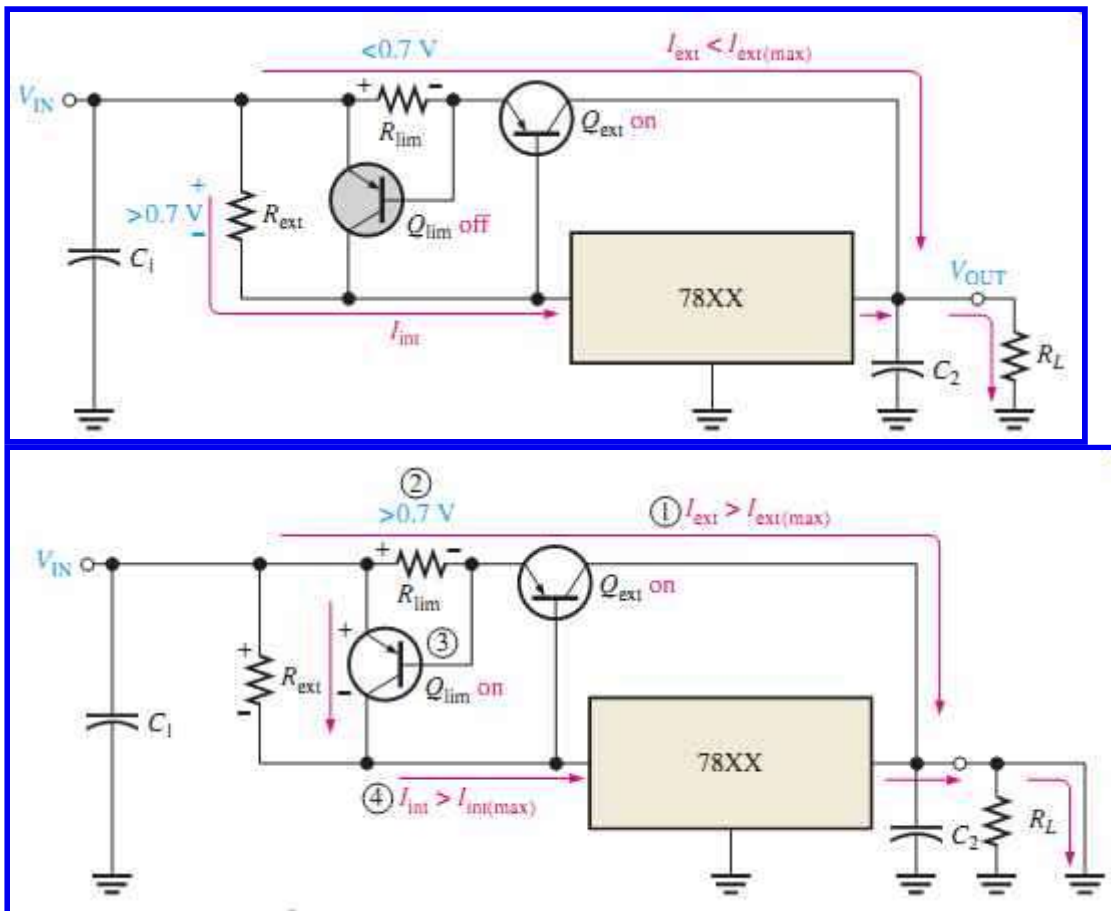 <0.7 V
I_ext < I_ext(max)
V_IN
+ -
R_lim
Q_ext on
+
>0.7 V
-
R_ext
Q_lim off
C_1
78XX
V_OUT
I_int
C_2
R_L
②
>0.7 V
① I_ext > I_ext(max)
V_IN
+ -
R_lim
Q_ext on
+
③
+
R_ext
-
Q_lim on
-
C_1
78XX
④ I_int > I_int(max)
C_2
R_L